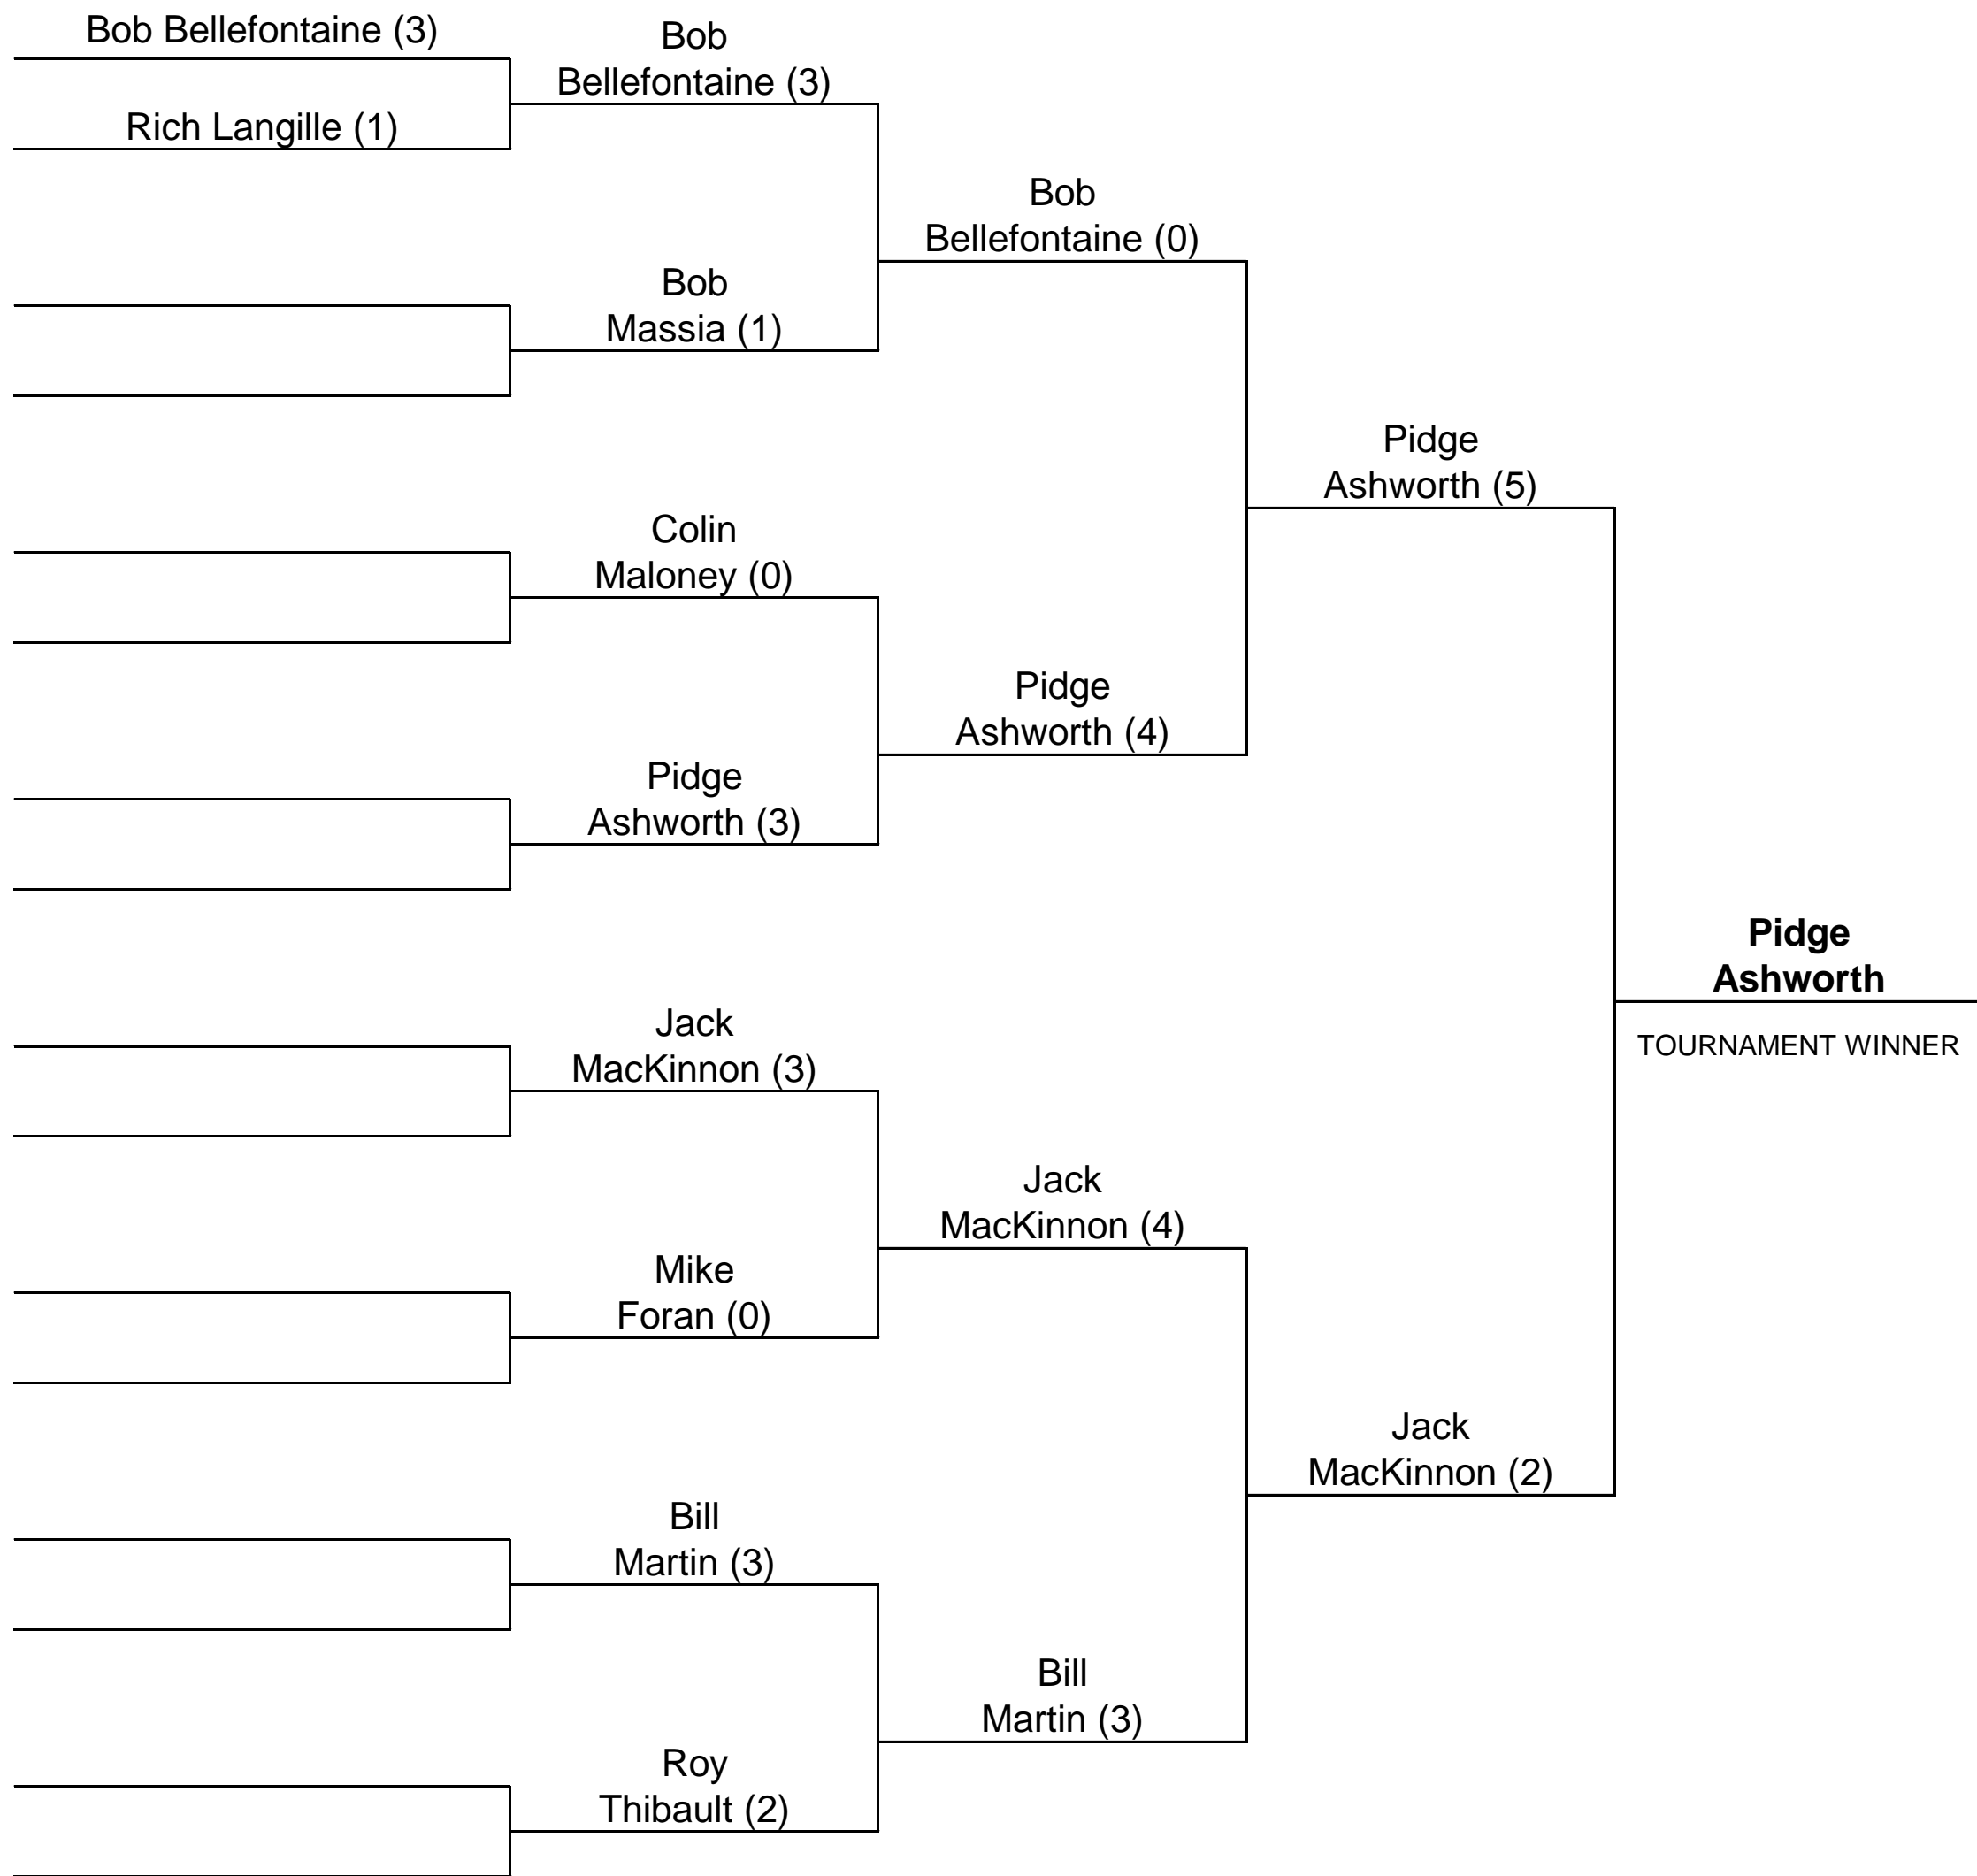 Bob Bellefontaine (3)
Rich Langille (1)
Bob
Bellefontaine (3)
Bob
Massia (1)
Colin
Maloney (0)
Pidge
Ashworth (3)
Jack
MacKinnon (3)
Mike
Foran (0)
Bill
Martin (3)
Roy
Thibault (2)
Bob
Bellefontaine (0)
Pidge
Ashworth (4)
Jack
MacKinnon (4)
Bill
Martin (3)
Pidge
Ashworth (5)
Jack
MacKinnon (2)
Pidge
Ashworth
TOURNAMENT WINNER